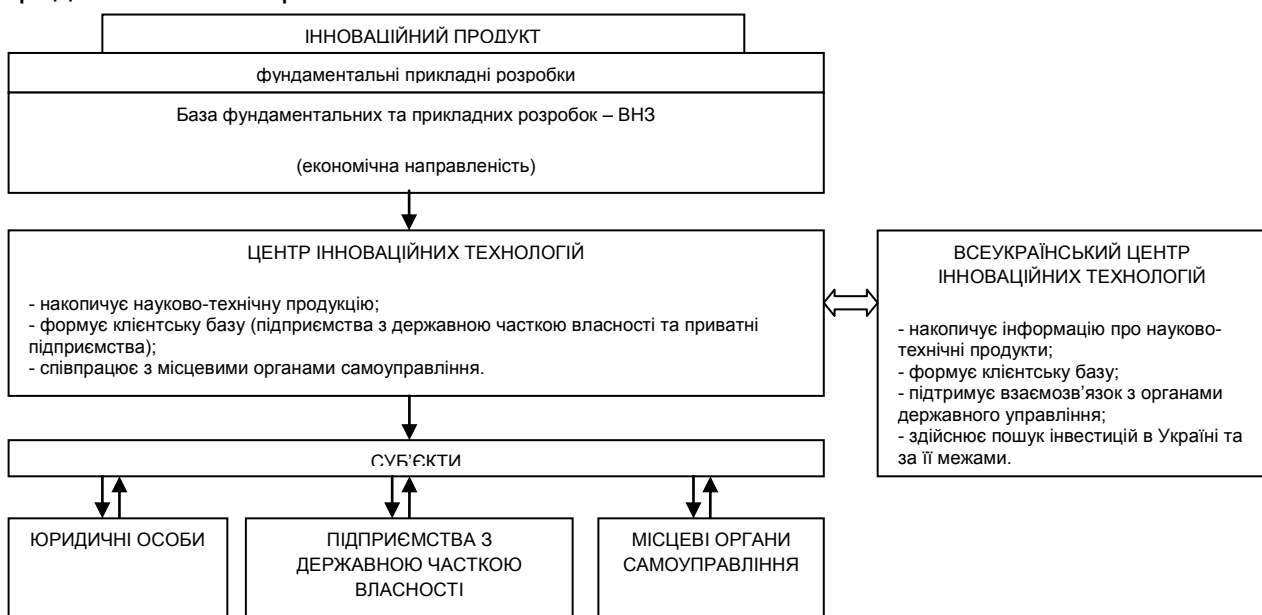 ІННОВАЦІЙНИЙ ПРОДУКТ
фундаментальні прикладні розробки
База фундаментальних та прикладних розробок – ВНЗ
(економічна направленість)
ЦЕНТР ІННОВАЦІЙНИХ ТЕХНОЛОГІЙ
- накопичує науково-технічну продукцію;
- формує клієнтську базу (підприємства з державною часткою власності та приватні
підприємства);
- співпрацює з місцевими органами самоуправління.
ВСЕУКРАЇНСЬКИЙ ЦЕНТР
ІННОВАЦІЙНИХ ТЕХНОЛОГІЙ
- накопичує інформацію про науково-
технічні продукти;
- формує клієнтську базу;
- підтримує взаємозв’язок з органами
державного управління;
- здійснює пошук інвестицій в Україні та
за її межами.
СУБ’ЄКТИ
ЮРИДИЧНІ ОСОБИ
ПІДПРИЄМСТВА З
ДЕРЖАВНОЮ ЧАСТКОЮ
ВЛАСНОСТІ
МІСЦЕВІ ОРГАНИ
САМОУПРАВЛІННЯ